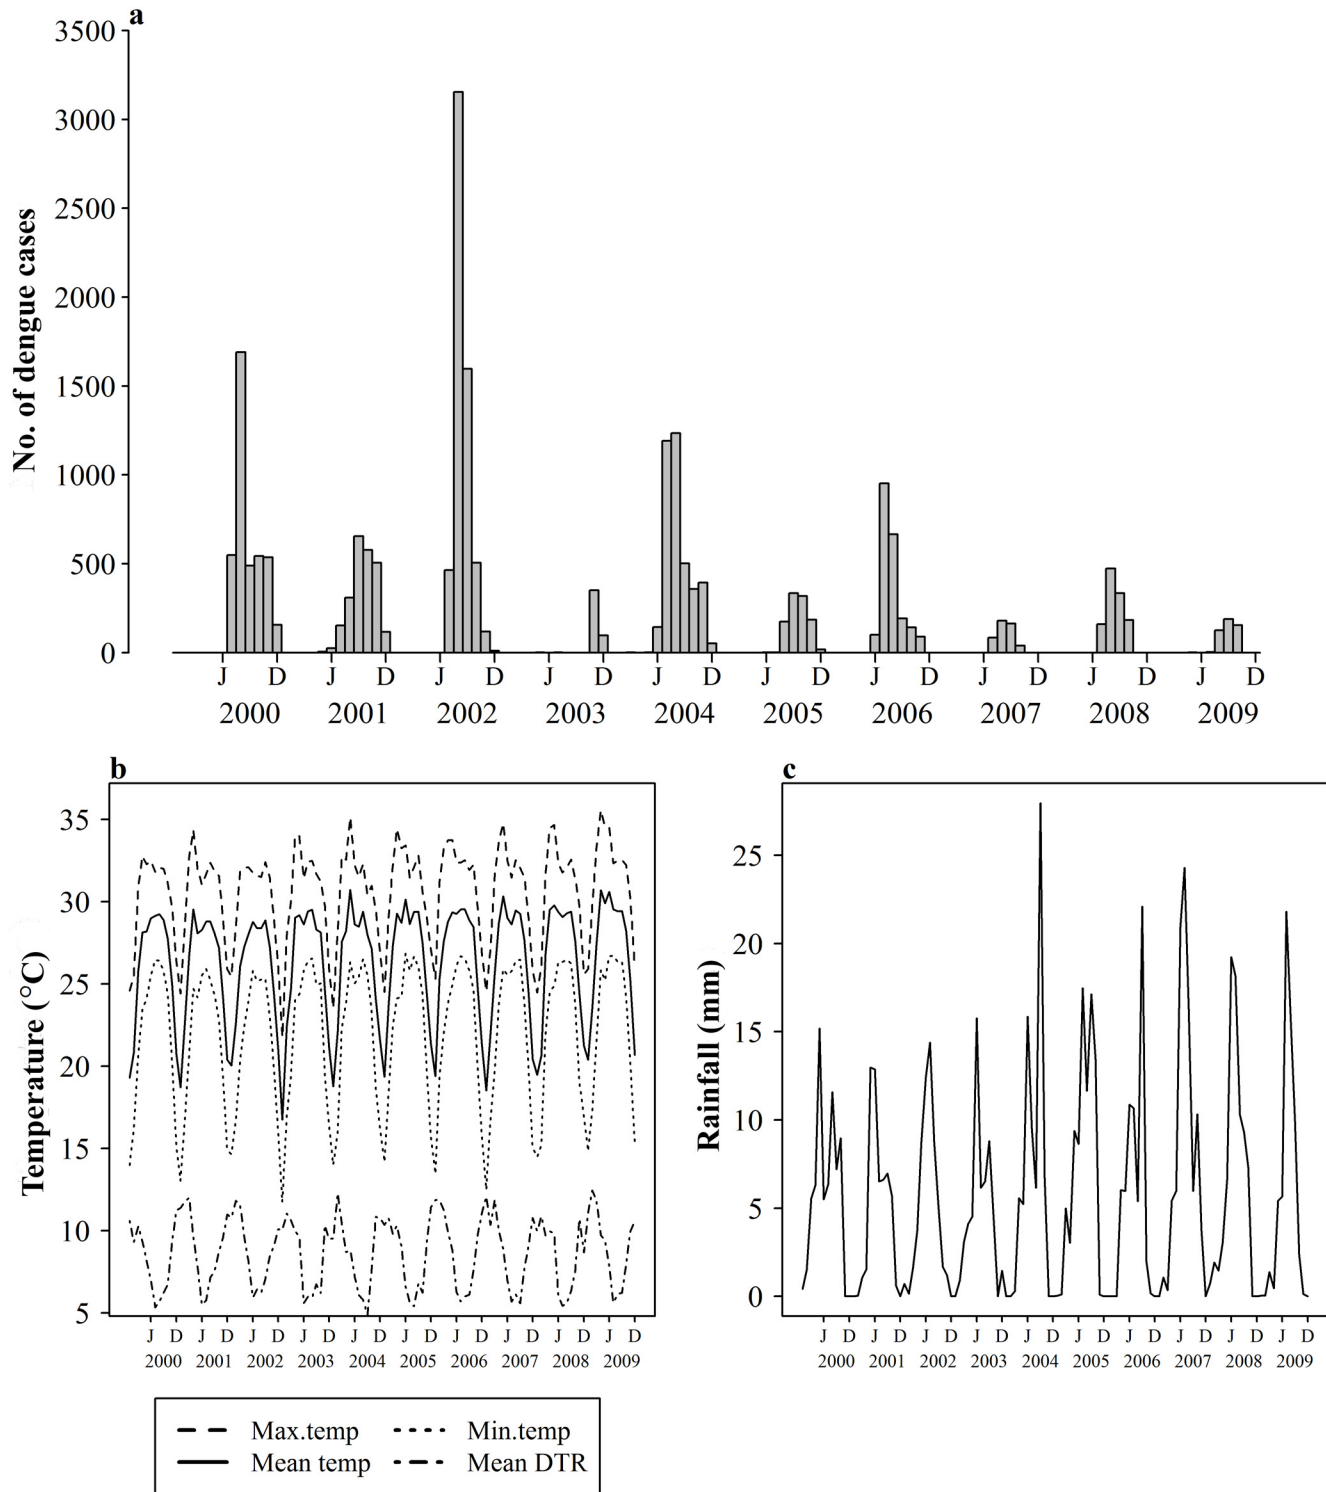 a
No. of dengue cases
3500
3000
2500
2000
1500
1000
500
0
J D J D J D J D J D J D J D J D J D J D
2000 2001 2002 2003 2004 2005 2006 2007 2008 2009
b
Temperature (°C)
35
30
25
20
15
10
5
J D J D J D J D J D J D J D J D J D J D
2000 2001 2002 2003 2004 2005 2006 2007 2008 2009
Max.temp Min.temp
Mean temp Mean DTR
c
Rainfall (mm)
25
20
15
10
5
0
J D J D J D J D J D J D J D J D J D J D
2000 2001 2002 2003 2004 2005 2006 2007 2008 2009